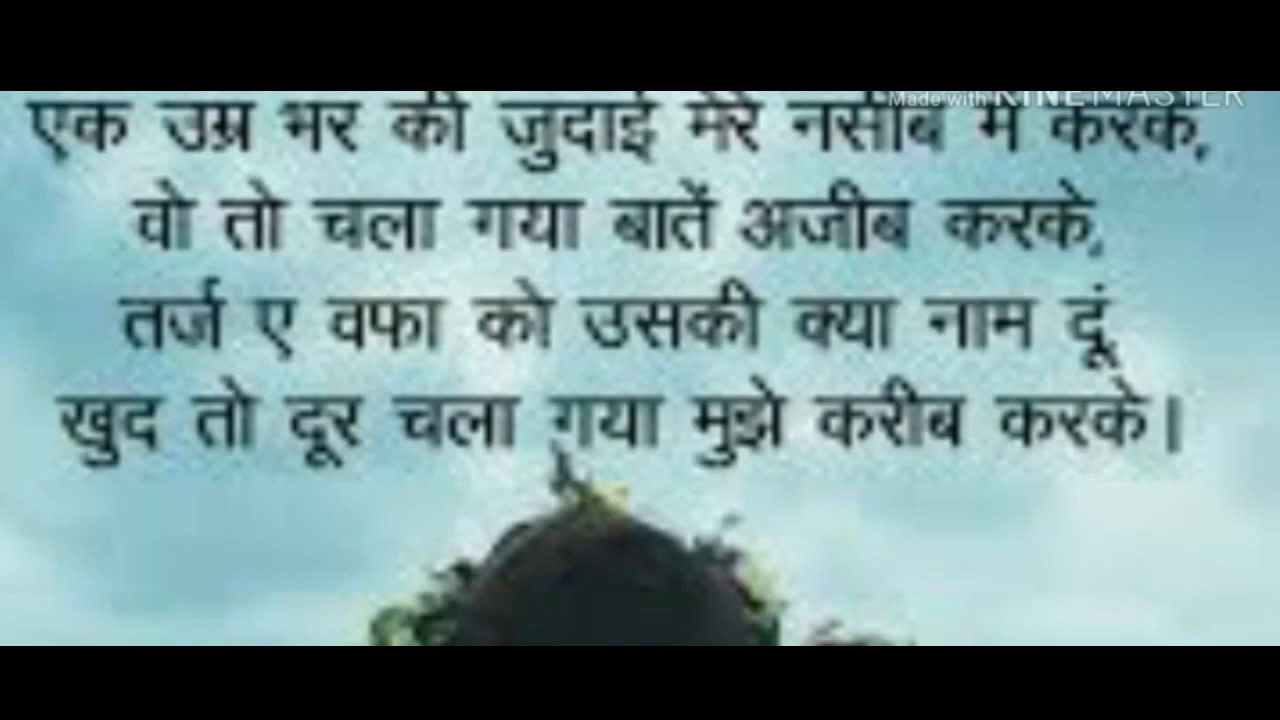 Made with KINEMASTER
एक उम्र भर की जुदाई मेरे नसीब में करके,
वो तो चला गया बातें अजीब करके,
तर्ज ए वफा को उसकी क्या नाम दूं
खुद तो दूर चला गया मुझे करीब करके।